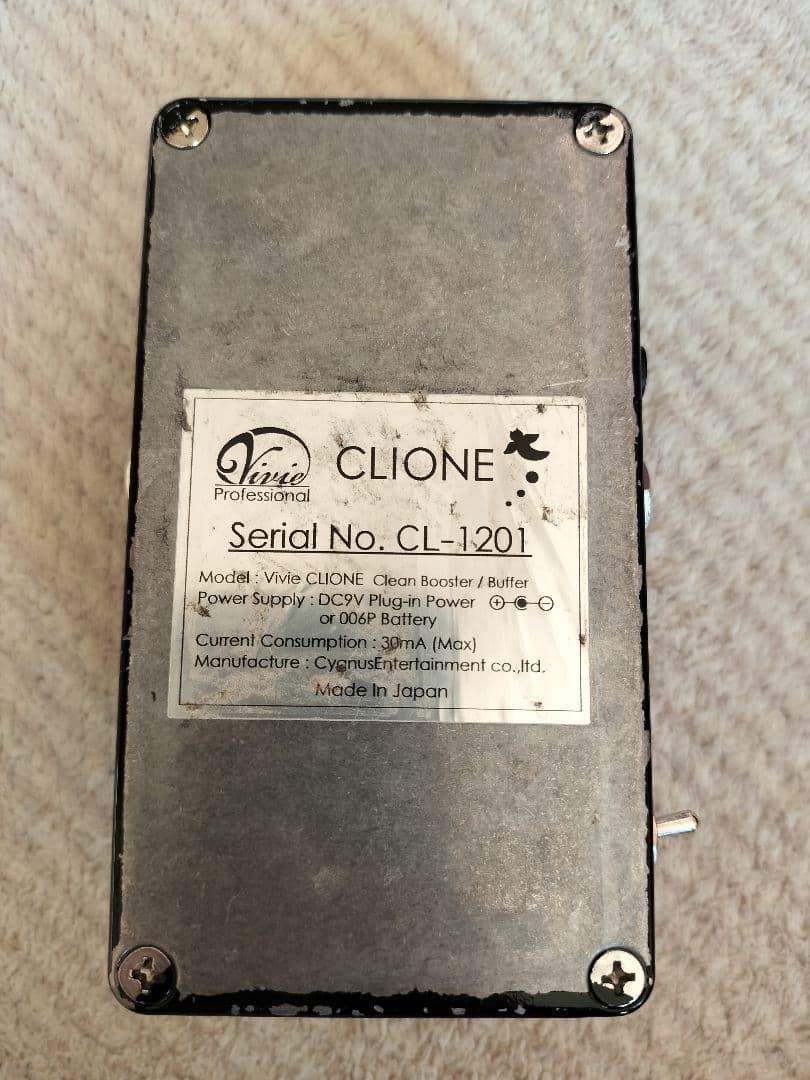 Vivie
Professional
CLIONE
Serial No. CL-1201
Model : Vivie CLIONE Clean Booster / Buffer
Power Supply : DC9V Plug-in Power
or 006P Battery
Current Consumption : 30mA (Max)
Manufacture : CygnusEntertainment co.,ltd.
Made In Japan